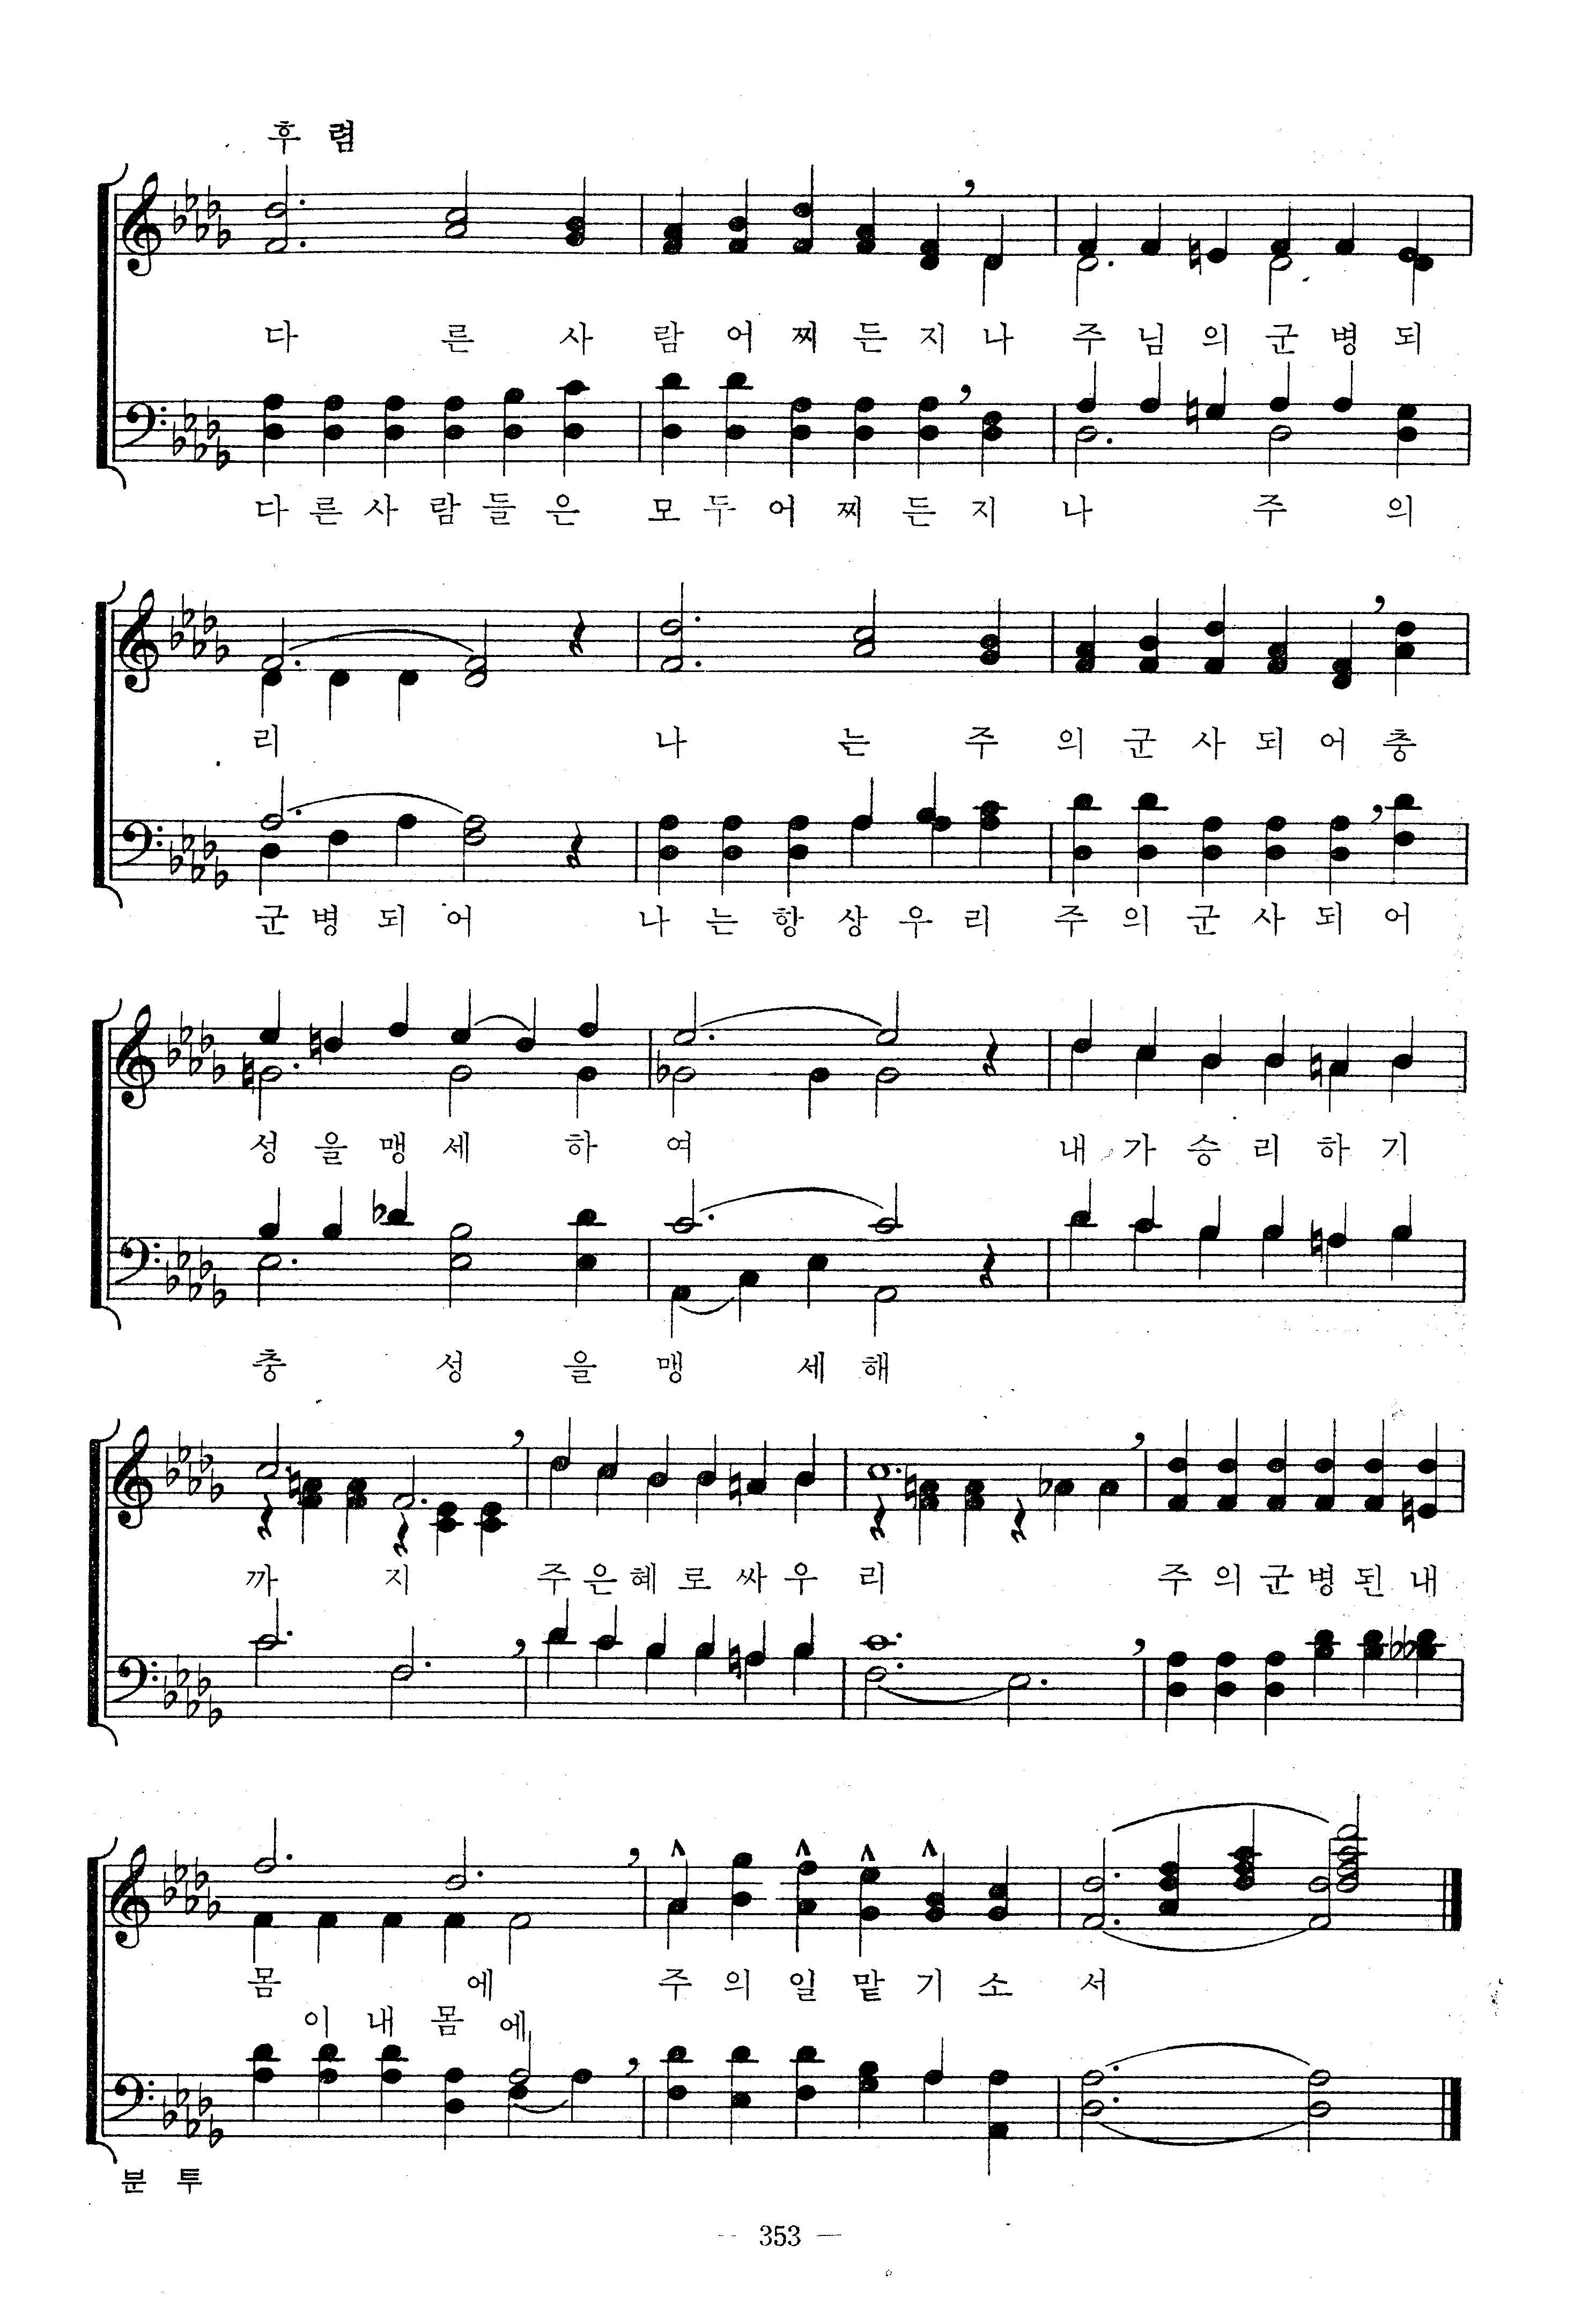 후 렴
다 른 사 람 어 찌 든 지 나 주 님 의 군 병 되
다 른 사 람 들 은 모 두 어 찌 든 지 나 주 의
리 나 는 주 의 군 사 되 어 충
군 병 되 어 나 는 항 상 우 리 주 의 군 사 되 어
성 을 맹 세 하 여 내 가 승 리 하 기
충 성 을 맹 세 해
까 지 주 은 혜 로 싸 우 리 주 의 군 병 된 내
몸 에 주 의 일 맡 기 소 서
이 내 몸 에
분 투
— 353 —